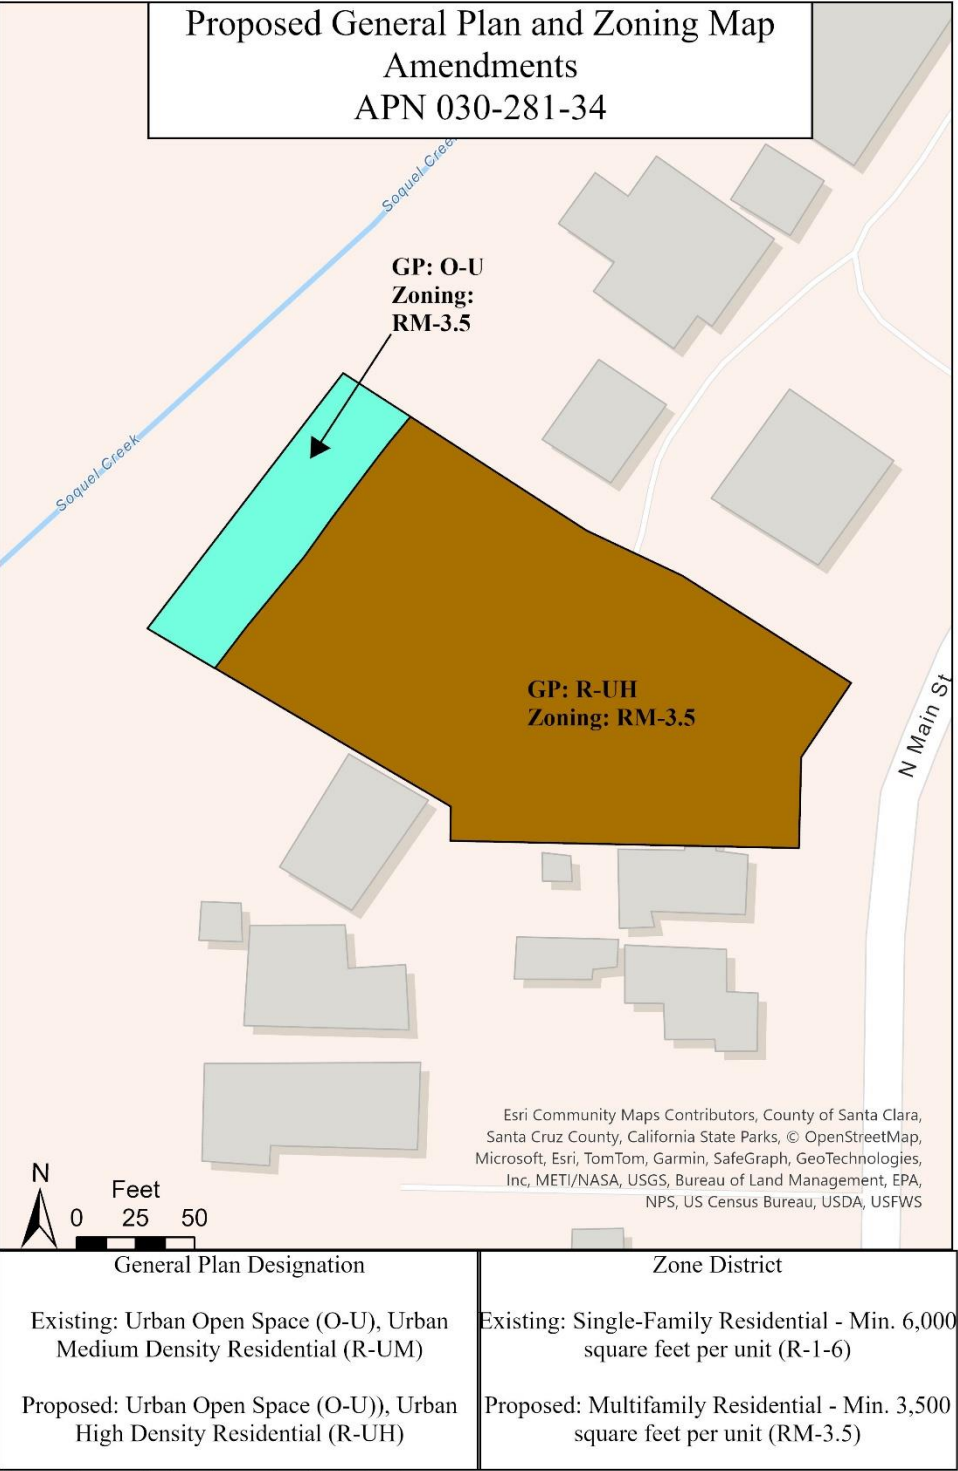 Proposed General Plan and Zoning Map
Amendments
APN 030-281-34
Soquel Creek
GP: O-U
Zoning:
RM-3.5
Soquel Creek
GP: R-UH
Zoning: RM-3.5
N Main St
Esri Community Maps Contributors, County of Santa Clara,
Santa Cruz County, California State Parks, © OpenStreetMap,
Microsoft, Esri, TomTom, Garmin, SafeGraph, GeoTechnologies,
Inc, METI/NASA, USGS, Bureau of Land Management, EPA,
NPS, US Census Bureau, USDA, USFWS
N
Feet
0 25 50
General Plan Designation
Existing: Urban Open Space (O-U), Urban
Medium Density Residential (R-UM)
Proposed: Urban Open Space (O-U)), Urban
High Density Residential (R-UH)
Zone District
Existing: Single-Family Residential - Min. 6,000
square feet per unit (R-1-6)
Proposed: Multifamily Residential - Min. 3,500
square feet per unit (RM-3.5)